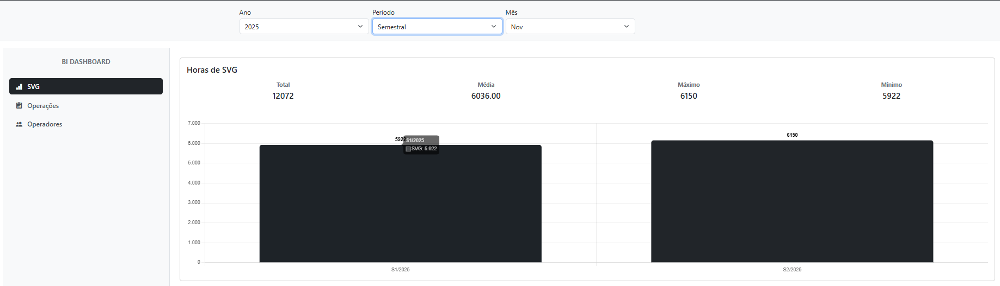 Ano
Período
Mês
2025
Semestral
Nov
BI DASHBOARD
SVG
Operações
Operadores
Horas de SVG
Total
Média
Máximo
Mínimo
12072
6036.00
6150
5922
7.000
6.000
5.000
4.000
3.000
2.000
1.000
0
5922
S1/2025
SVG: 5.922
6150
S1/2025
S2/2025